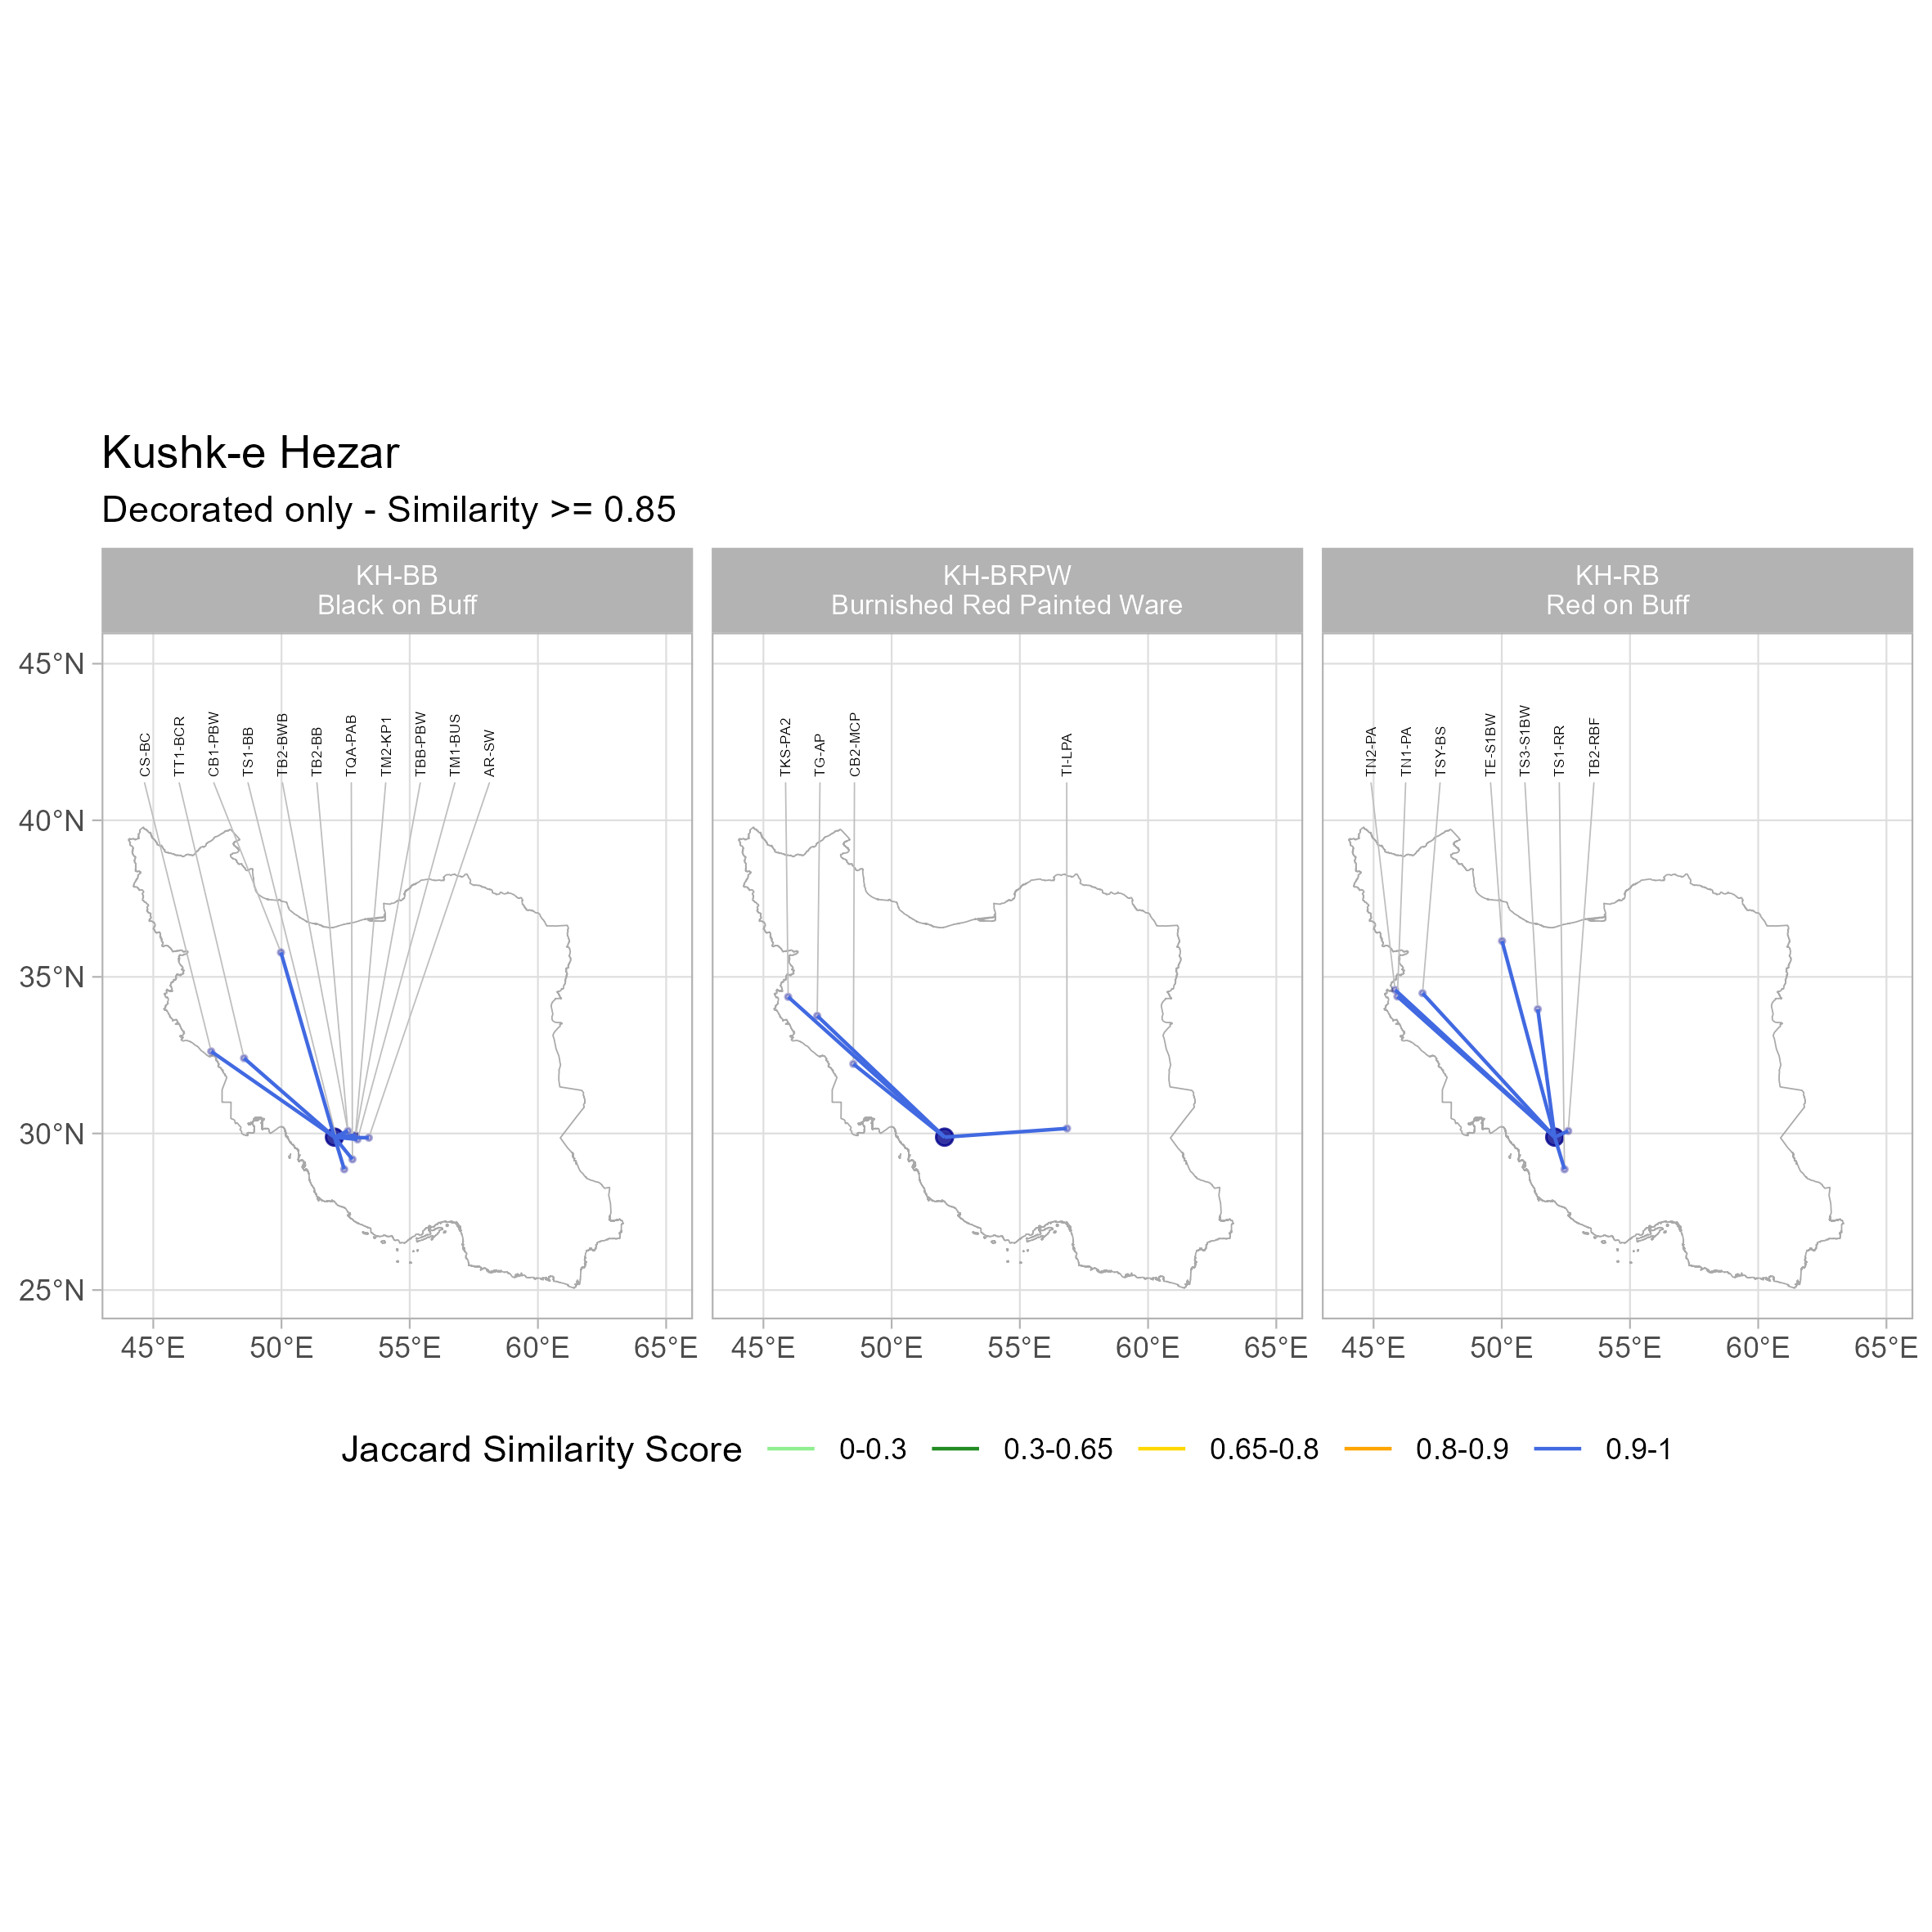 Kushk-e Hezar
Decorated only - Similarity >= 0.85
KH-BB
Black on Buff
KH-BRPW
Burnished Red Painted Ware
KH-RB
Red on Buff
CS-BC
TT1-BCR
CB1-PBW
TS1-BB
TB2-BWB
TB2-BB
TQA-PAB
TM2-KP1
TBB-PBW
TM1-BUS
AR-SW
TKS-PA2
TG-AP
CB2-MCP
TI-LPA
TN2-PA
TN1-PA
TSY-BS
TE-S1BW
TS3-S1BW
TS1-RR
TB2-RBF
45°N
40°N
35°N
30°N
25°N
45°E 50°E 55°E 60°E 65°E
45°E 50°E 55°E 60°E 65°E
45°E 50°E 55°E 60°E 65°E
Jaccard Similarity Score 0-0.3 0.3-0.65 0.65-0.8 0.8-0.9 0.9-1